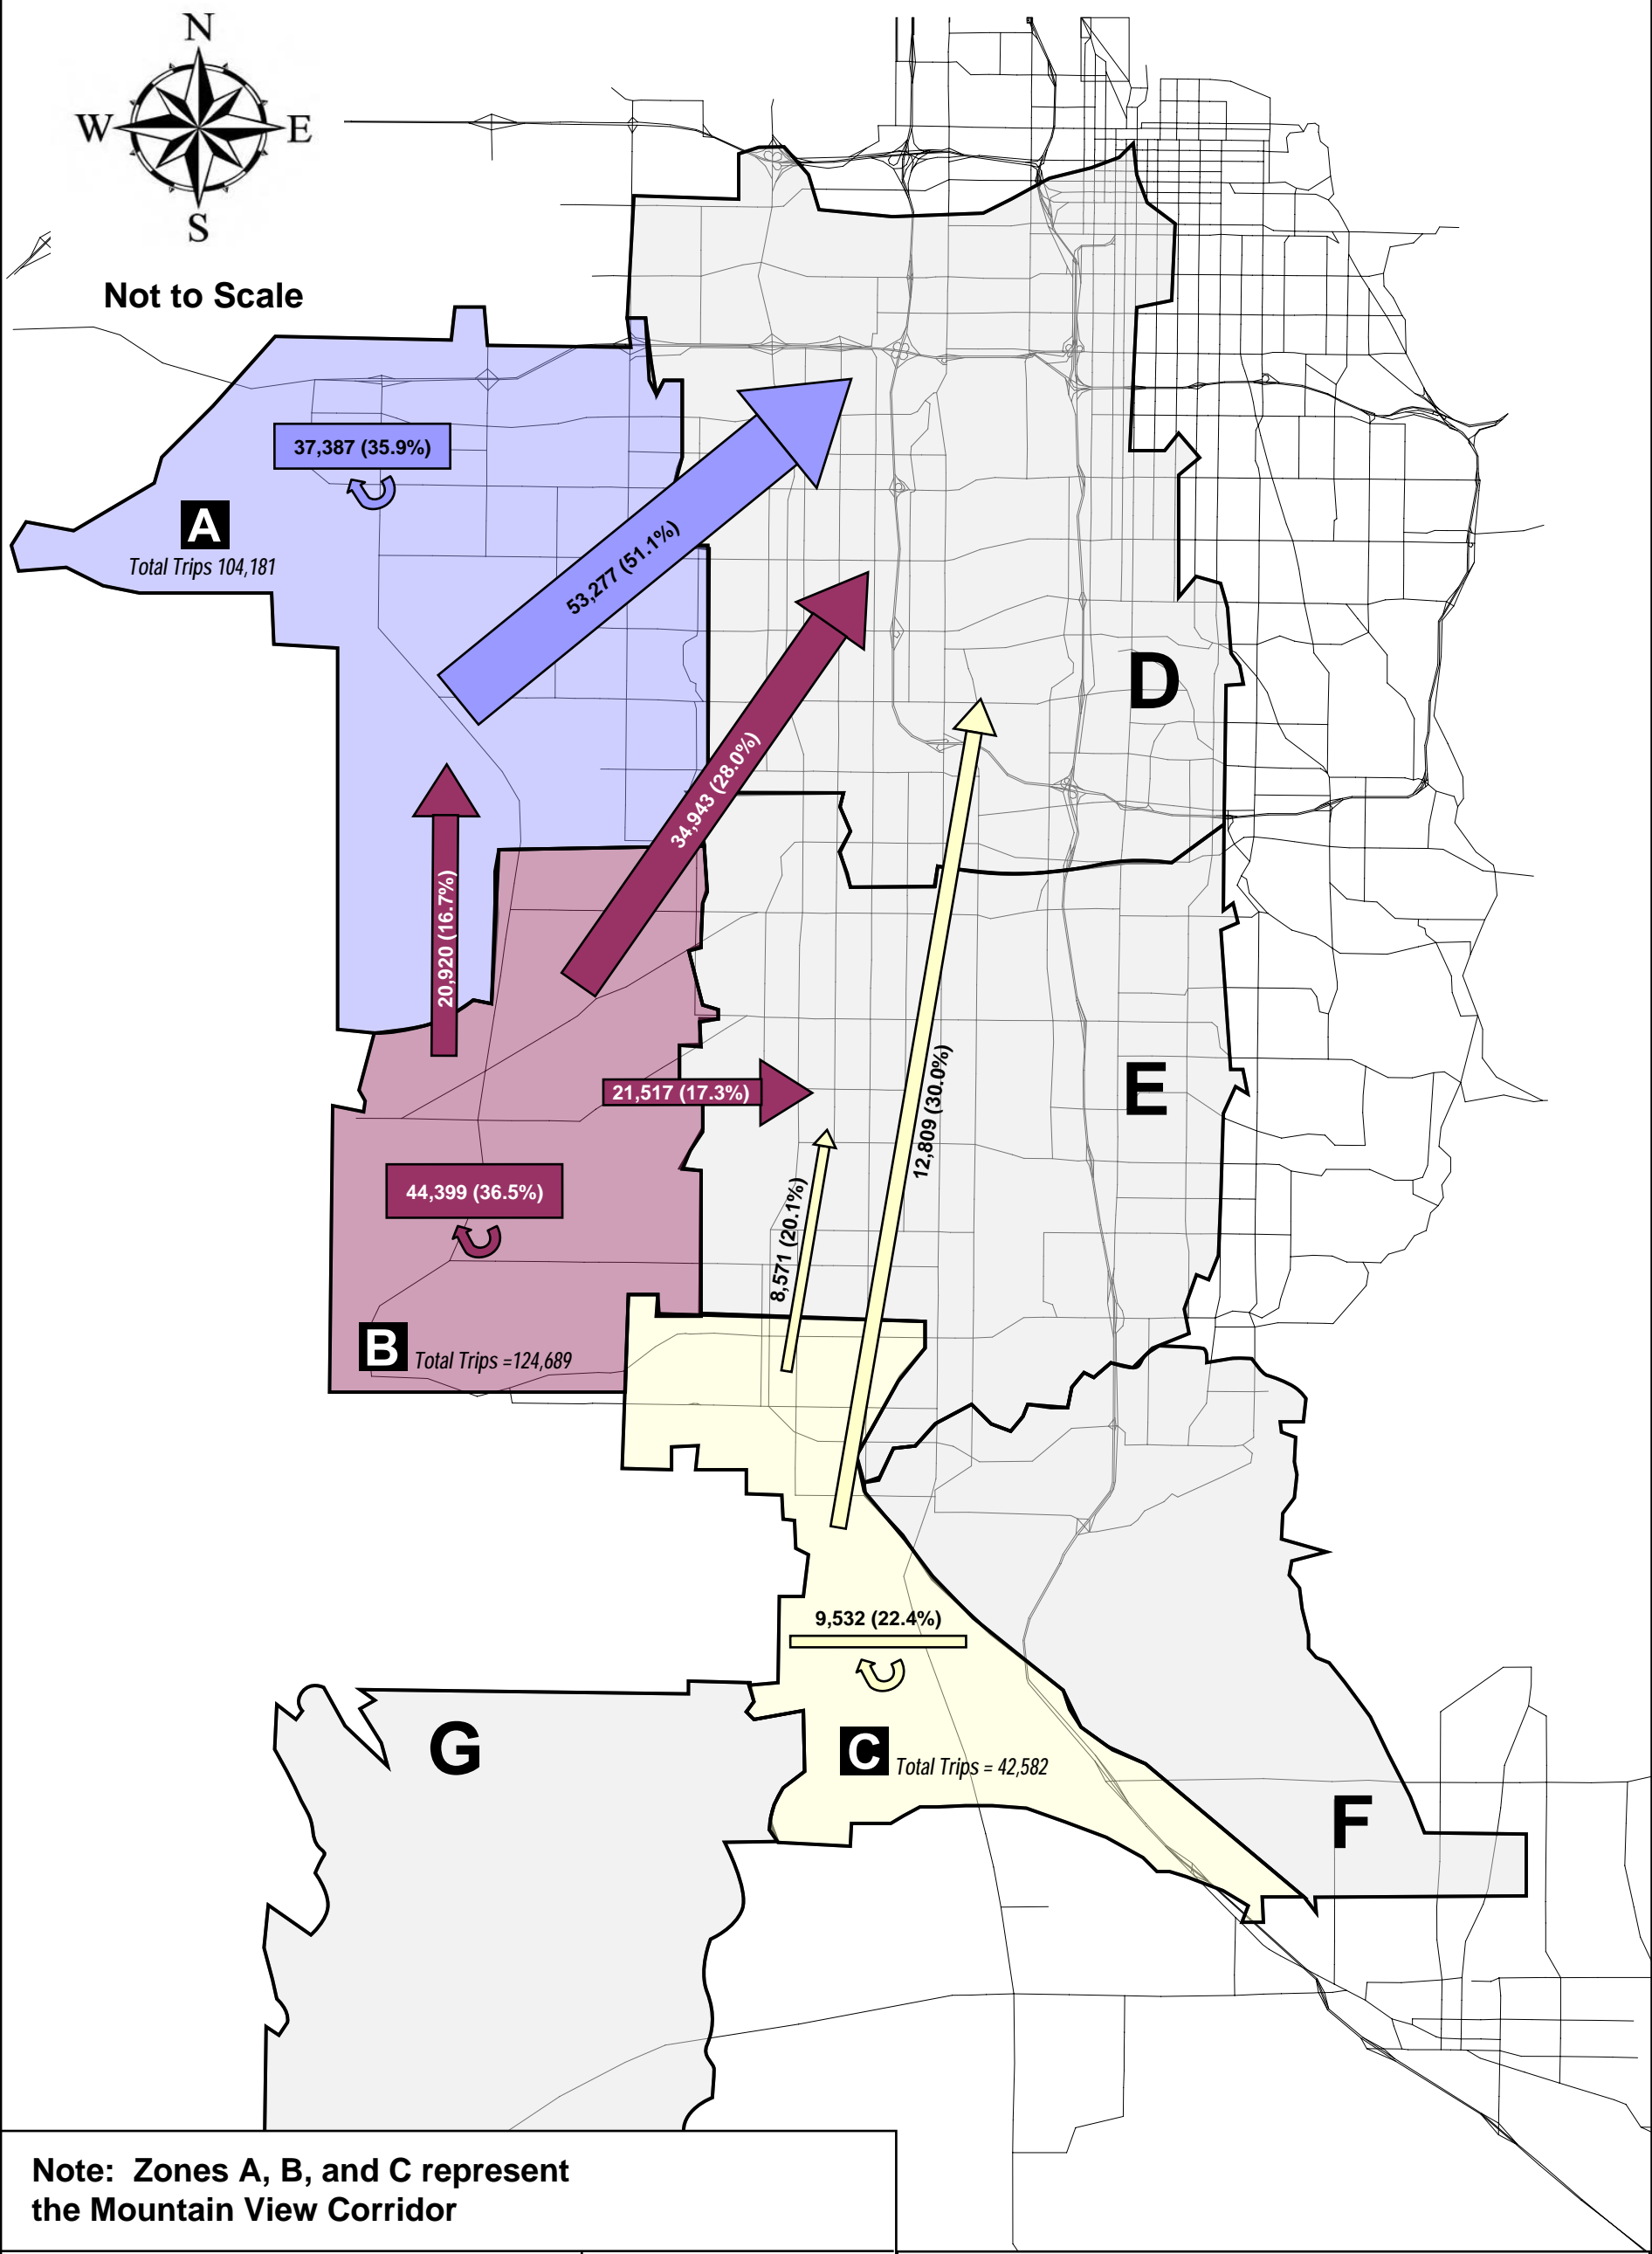 N
W
E
S
Not to Scale
37,387 (35.9%)
A
Total Trips 104,181
53,277 (51.1%)
D
34,943 (28.0%)
20,920 (16.7%)
E
21,517 (17.3%)
12,809 (30.0%)
44,399 (36.5%)
8,571 (20.1%)
B Total Trips =124,689
9,532 (22.4%)
G
C Total Trips = 42,582
F
Note: Zones A, B, and C represent
the Mountain View Corridor